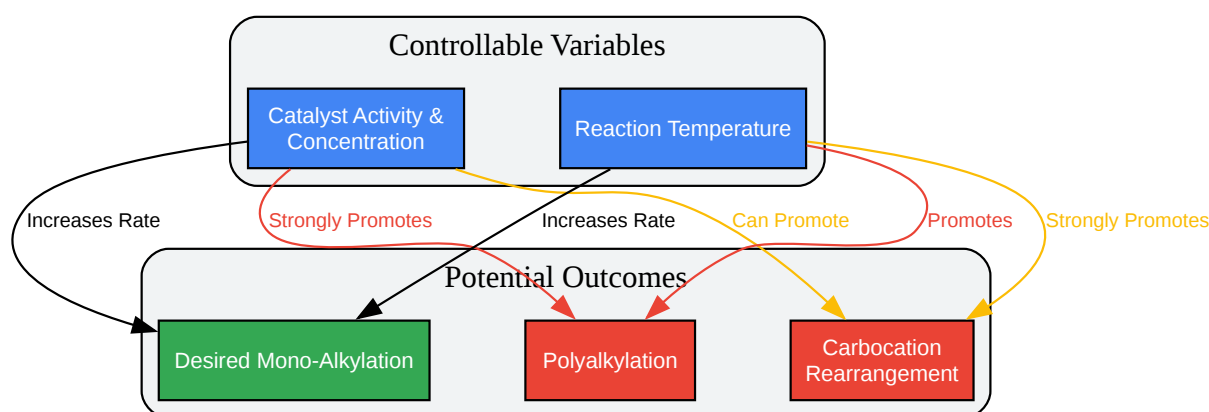 Controllable Variables
Catalyst Activity &
Concentration
Reaction Temperature
Increases Rate
Strongly Promotes
Increases Rate
Can Promote
Promotes
Strongly Promotes
Potential Outcomes
Desired Mono-Alkylation
Polyalkylation
Carbocation
Rearrangement